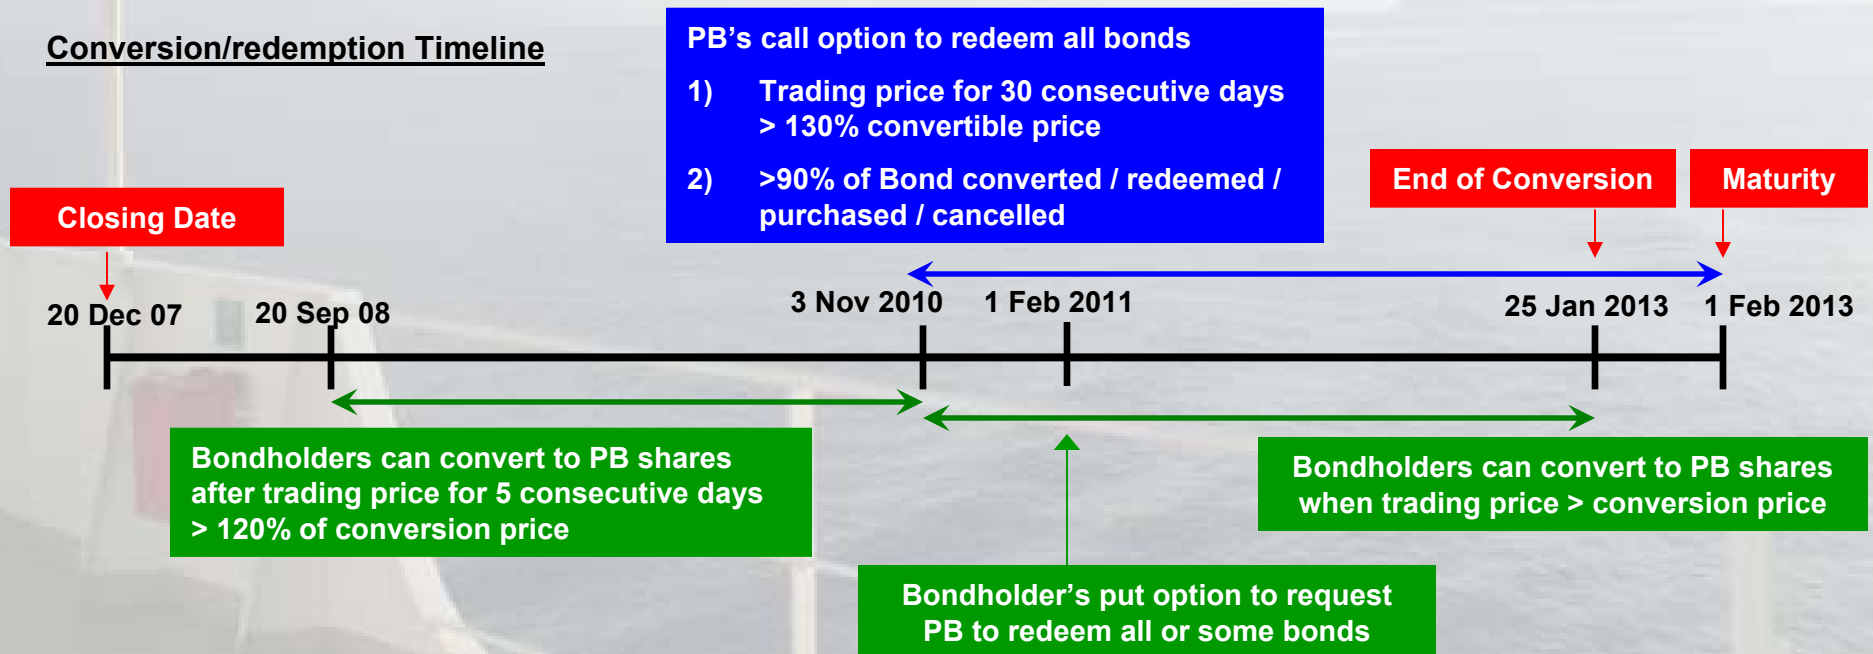 Conversion/redemption Timeline
PB’s call option to redeem all bonds
1) Trading price for 30 consecutive days
> 130% convertible price
2) >90% of Bond converted / redeemed /
purchased / cancelled
Closing Date
End of Conversion
Maturity
20 Dec 07
20 Sep 08
3 Nov 2010
1 Feb 2011
25 Jan 2013
1 Feb 2013
Bondholders can convert to PB shares
after trading price for 5 consecutive days
> 120% of conversion price
Bondholders can convert to PB shares
when trading price > conversion price
Bondholder’s put option to request
PB to redeem all or some bonds